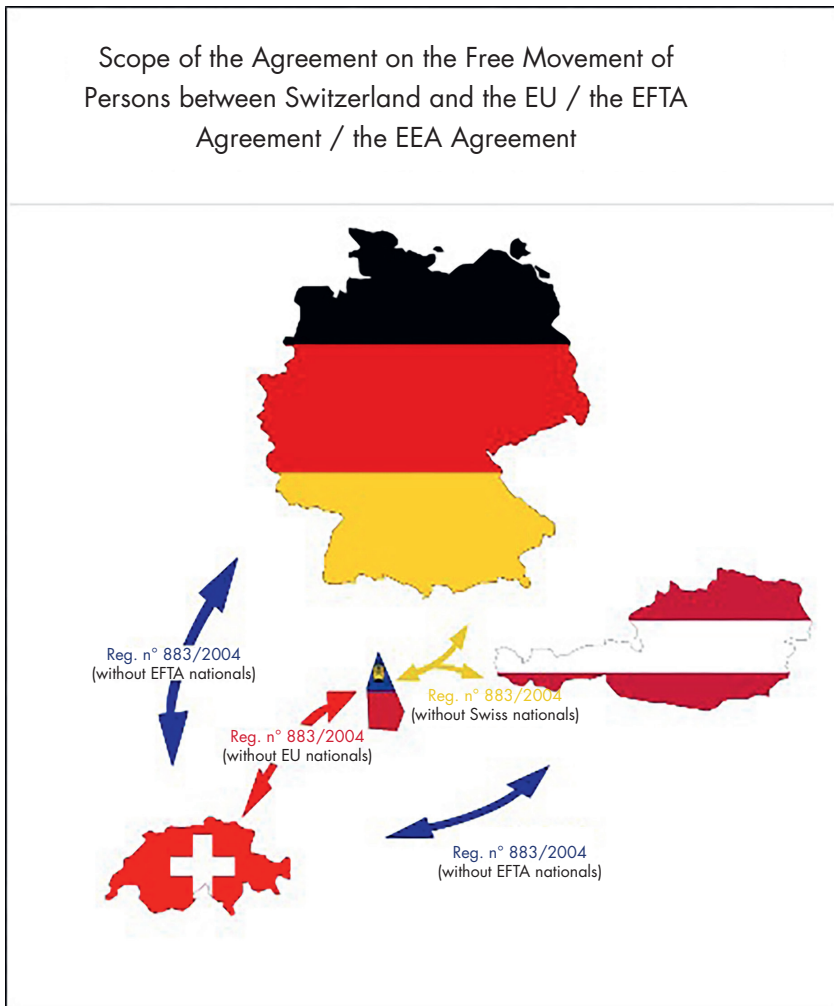 Scope of the Agreement on the Free Movement of
Persons between Switzerland and the EU / the EFTA
Agreement / the EEA Agreement
Reg. n° 883/2004
(without EFTA nationals)
Reg. n° 883/2004
(without Swiss nationals)
Reg. n° 883/2004
(without EU nationals)
Reg. n° 883/2004
(without EFTA nationals)